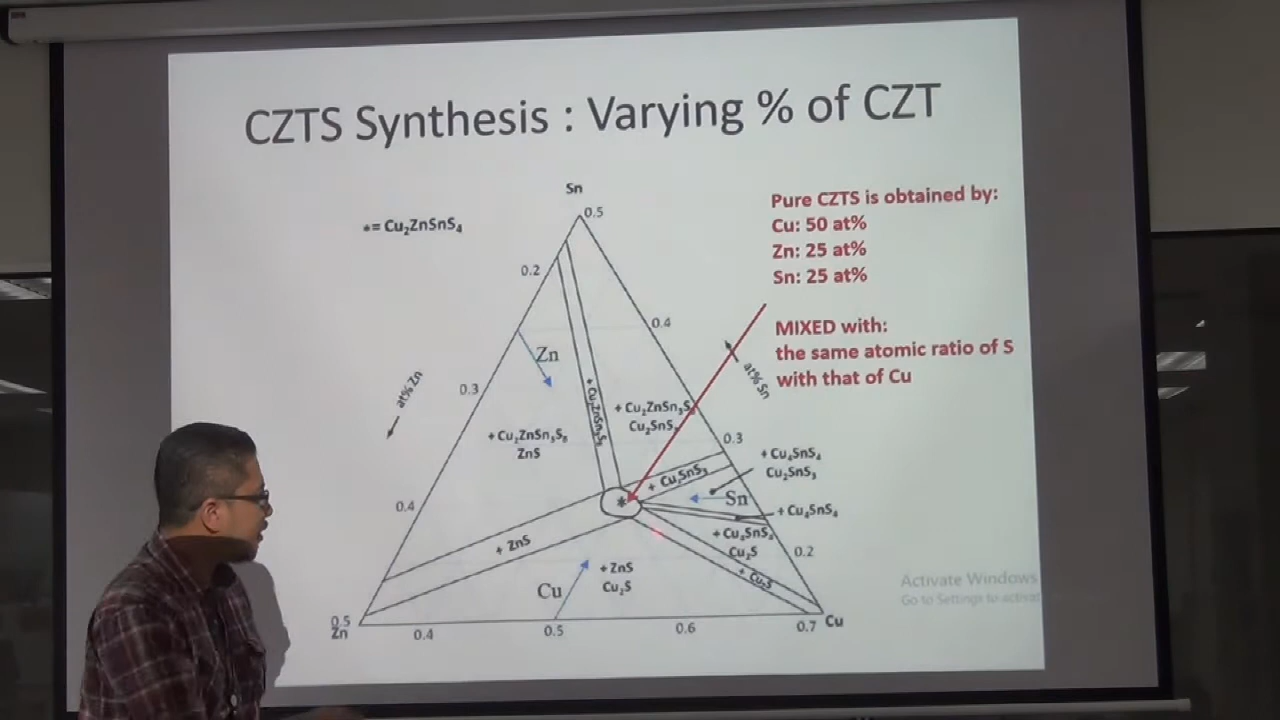 CZTS Synthesis : Varying % of CZT
Sn
0.5
*= Cu₂ZnSnS₄
0.2
0.4
at% Zn
0.3
Zn
at% Sn
+ Cu₂ZnSn₃S₈
+ Cu₂ZnSn₃S₈
ZnS
+ Cu₂ZnSn₃S₈
Cu₂SnS₃
0.3
+ Cu₂SnS₃
+ Cu₄SnS₄
Cu₂SnS₃
Sn
0.4
*
+ Cu₄SnS₄
+ Cu₄SnS₄
Cu₂S
+ Cu₂S
0.2
+ ZnS
+ ZnS
Cu₂S
Cu
0.5
Zn
0.4
0.5
0.6
0.7
Cu
Pure CZTS is obtained by:
Cu: 50 at%
Zn: 25 at%
Sn: 25 at%
MIXED with:
the same atomic ratio of S
with that of Cu
Activate Windows
Go to Settings to